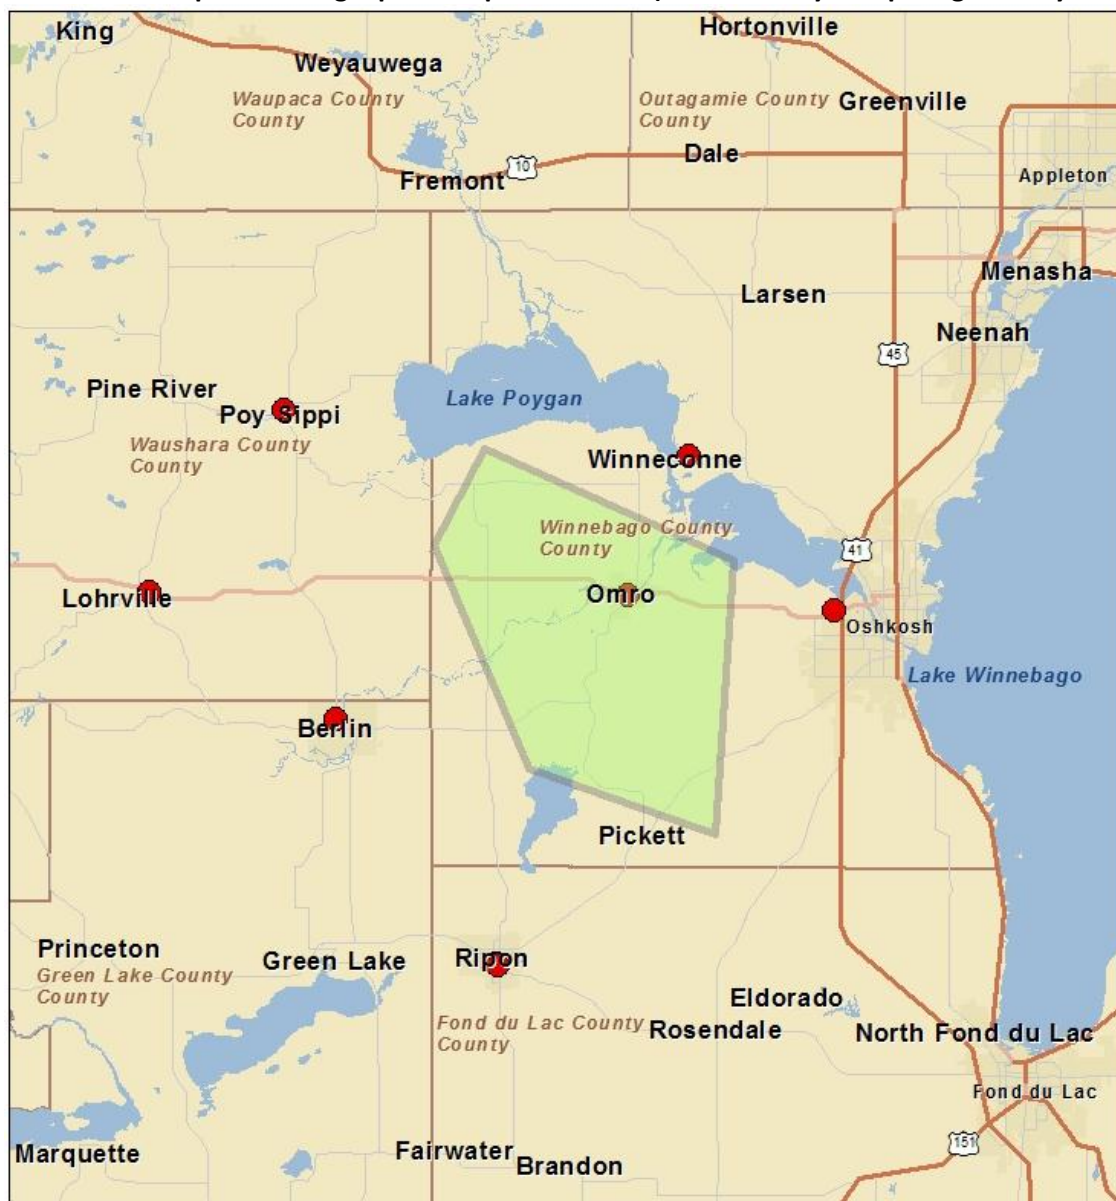 King
Hortonville
Weyauwega
Waupaca County
County
Outagamie County
County
Greenville
Dale
10
Fremont
Appleton
Menasha
Larsen
Neenah
45
Pine River
Poy Sippi
Lake Poygan
Waushara County
County
Winneconne
Winnebago County
County
41
Lohrville
Omro
Oshkosh
Lake Winnebago
Berlin
Pickett
Princeton
Green Lake County
County
Green Lake
Ripon
Eldorado
Fond du Lac County
County
Rosendale
North Fond du Lac
Fond du Lac
151
Marquette
Fairwater
Brandon